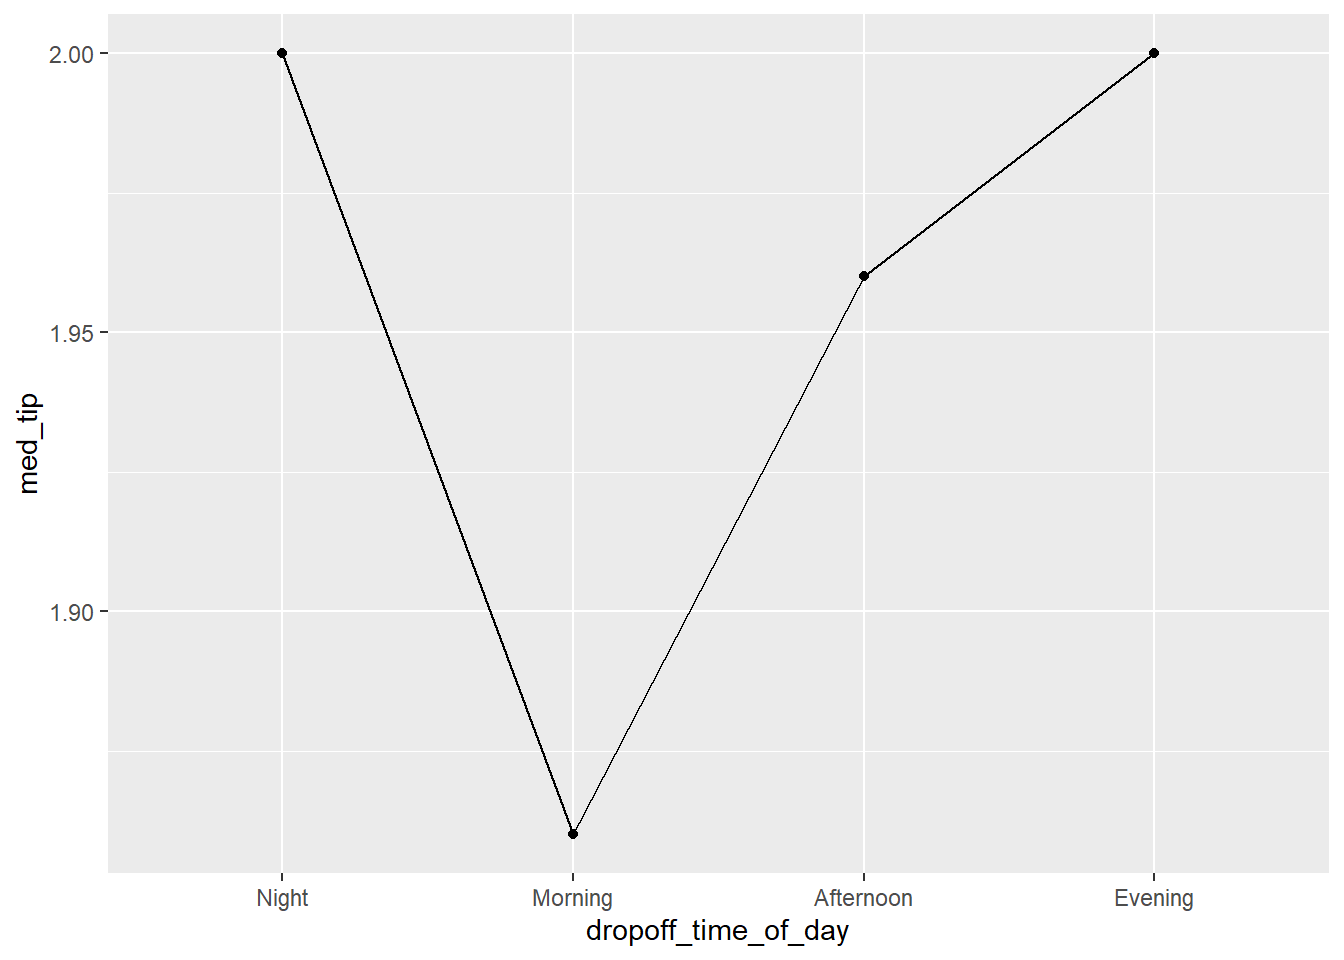 2.00
1.95
1.90
med_tip
Night Morning Afternoon Evening
dropoff_time_of_day